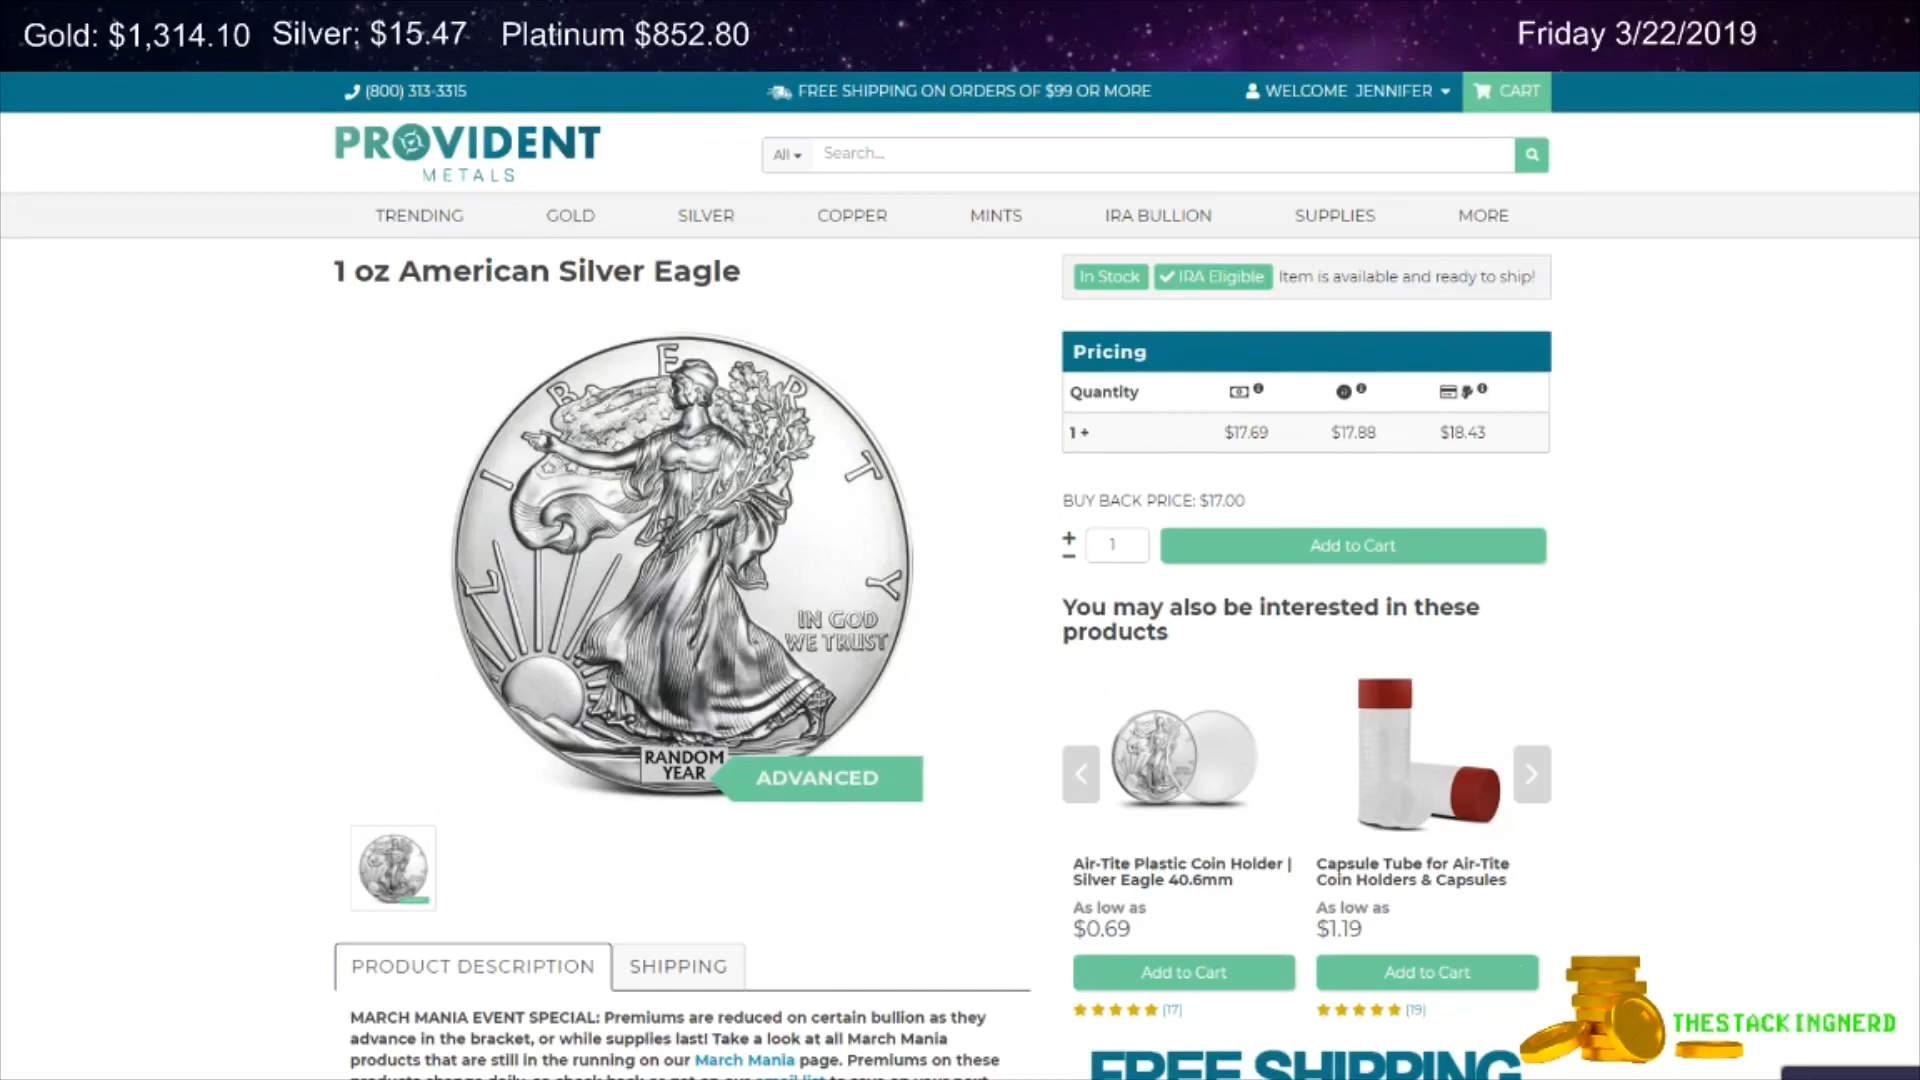 Gold: $1,314.10 Silver: $15.47 Platinum $852.80 Friday 3/22/2019
(800) 313-3315 FREE SHIPPING ON ORDERS OF $99 OR MORE WELCOME JENNIFER CART
PROVIDENT
METALS
All Search...
TRENDING GOLD SILVER COPPER MINTS IRA BULLION SUPPLIES MORE
1 oz American Silver Eagle
In Stock IRA Eligible Item is available and ready to ship!
LIBERTY
IN GOD
WE TRUST
RANDOM
YEAR
ADVANCED
Pricing
Quantity
1 + $17.69 $17.88 $18.43
BUY BACK PRICE: $17.00
+
−
1 Add to Cart
You may also be interested in these
products
Air-Tite Plastic Coin Holder |
Silver Eagle 40.6mm
As low as
$0.69
Add to Cart
(17)
Capsule Tube for Air-Tite
Coin Holders & Capsules
As low as
$1.19
Add to Cart
(19)
PRODUCT DESCRIPTION SHIPPING
MARCH MANIA EVENT SPECIAL: Premiums are reduced on certain bullion as they
advance in the bracket, or while supplies last! Take a look at all March Mania
products that are still in the running on our March Mania page. Premiums on these
FREE SHIPPING
THESTACKINGNERD